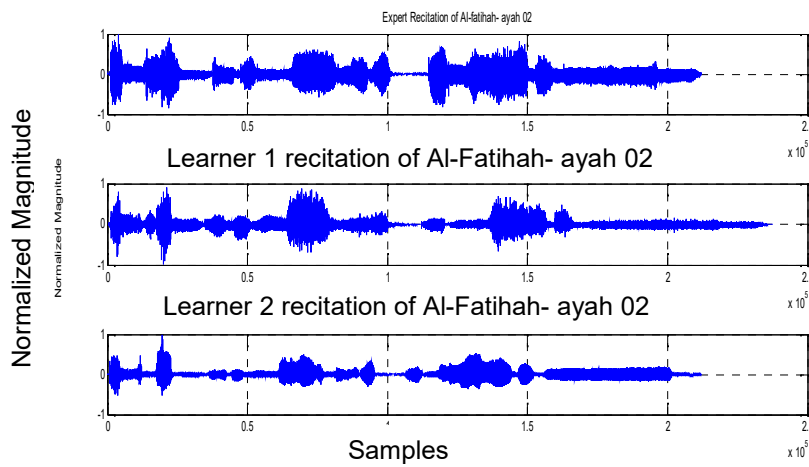 Expert Recitation of Al-fatihah- ayah 02
1
0
-1
0 0.5 1 1.5 2 2.
x 10^5
Learner 1 recitation of Al-Fatihah- ayah 02
Normalized Magnitude
Normalized Magnitude
1
0
-1
0 0.5 1 1.5 2 2.
x 10^5
Learner 2 recitation of Al-Fatihah- ayah 02
1
0
-1
0 0.5 1 1.5 2 2.
Samples
x 10^5